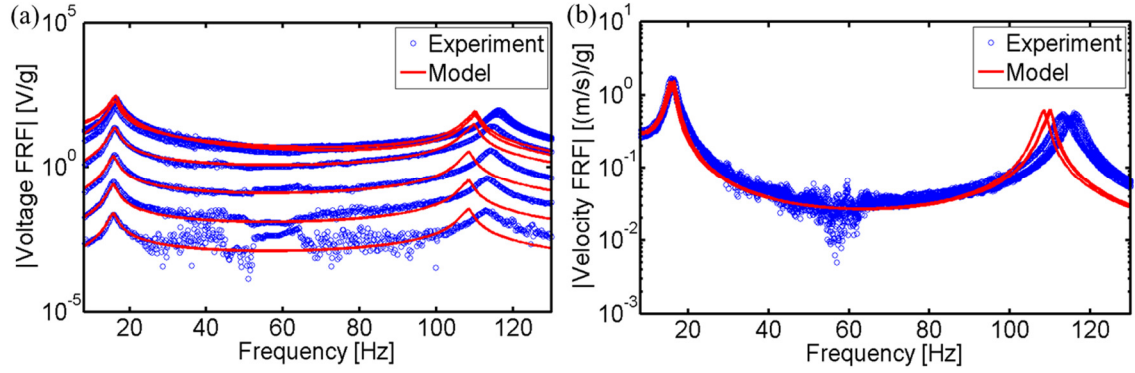 (a)
|Voltage FRF| [V/g]
10^5
10^0
10^-5
20 40 60 80 100 120
Frequency [Hz]
Experiment
Model
(b)
|Velocity FRF| [(m/s)/g]
10^1
10^0
10^-1
10^-2
10^-3
20 40 60 80 100 120
Frequency [Hz]
Experiment
Model